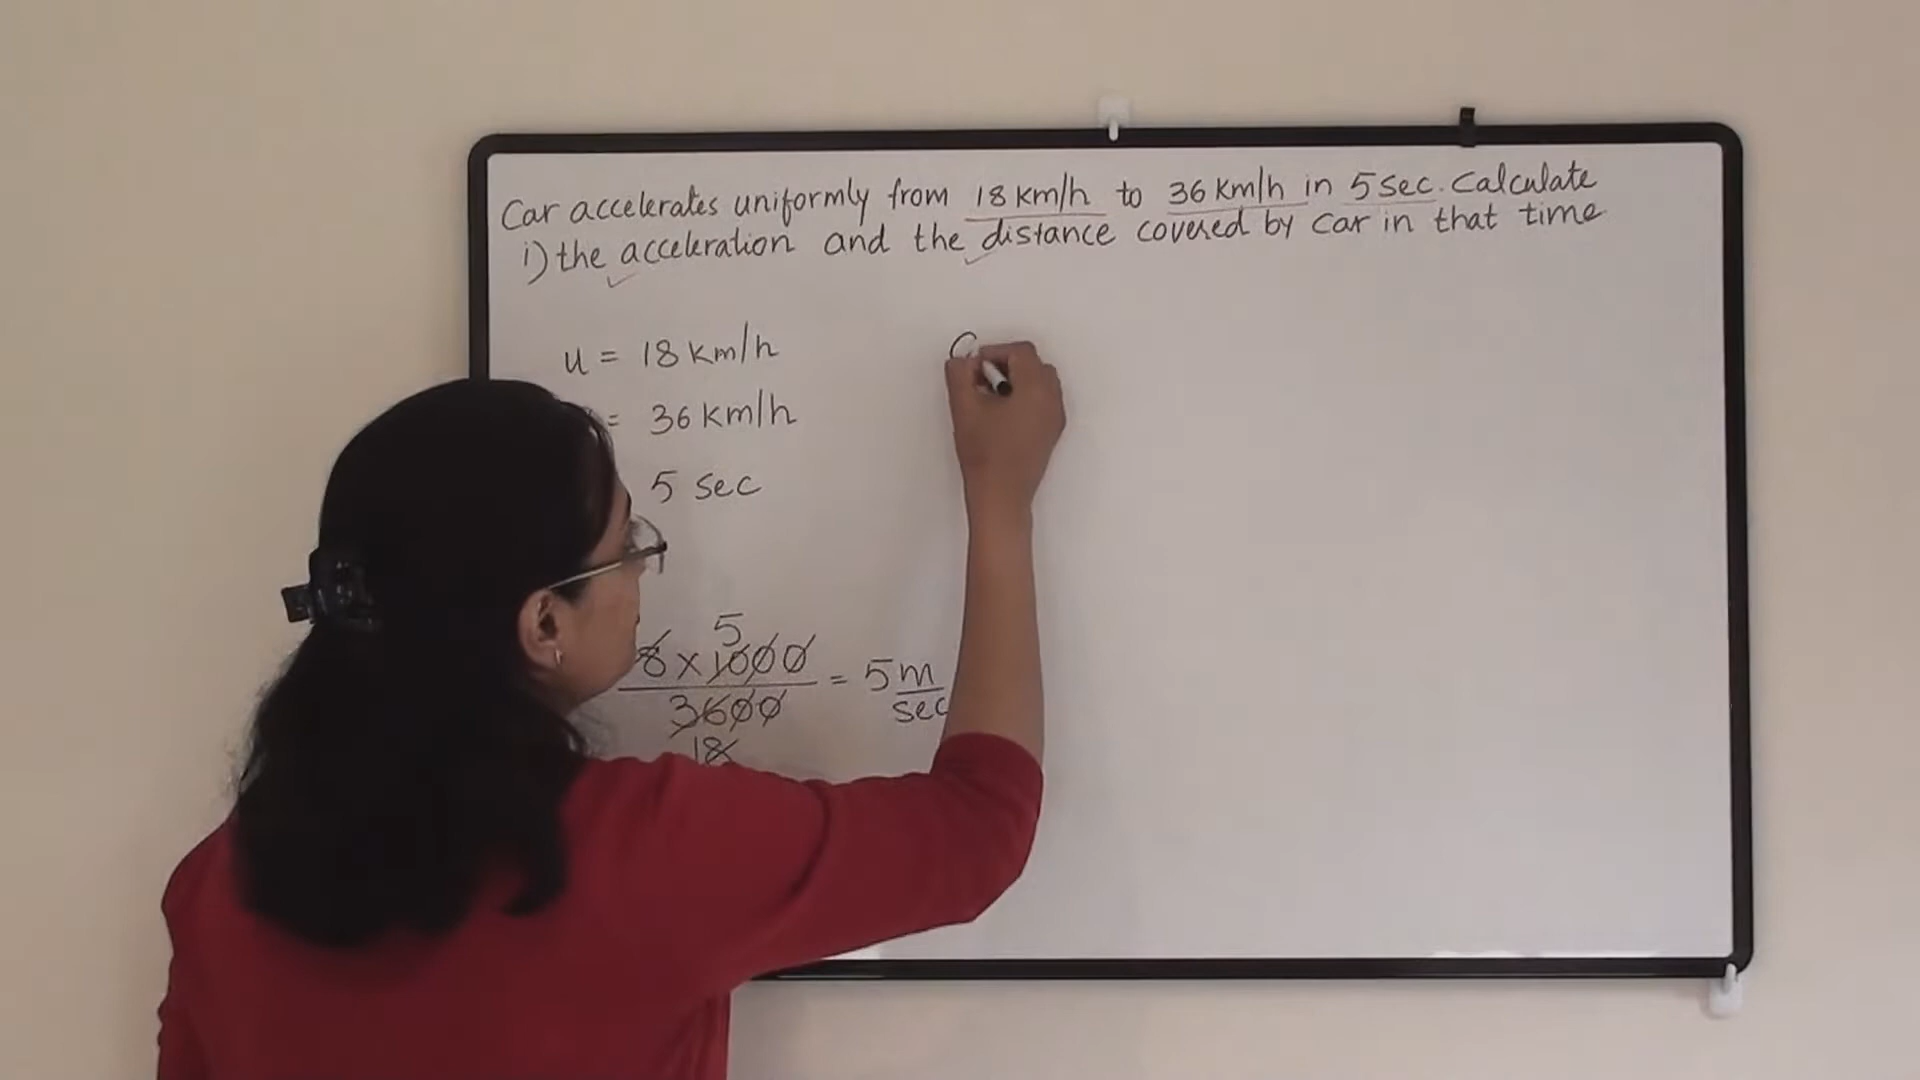 Car accelerates uniformly from 18 km/h to 36 km/h in 5 sec. Calculate
i) the acceleration and the distance covered by car in that time
u = 18 km/h
= 36 km/h
5 sec
5
8 x 1000
3600
18
= 5 m
sec